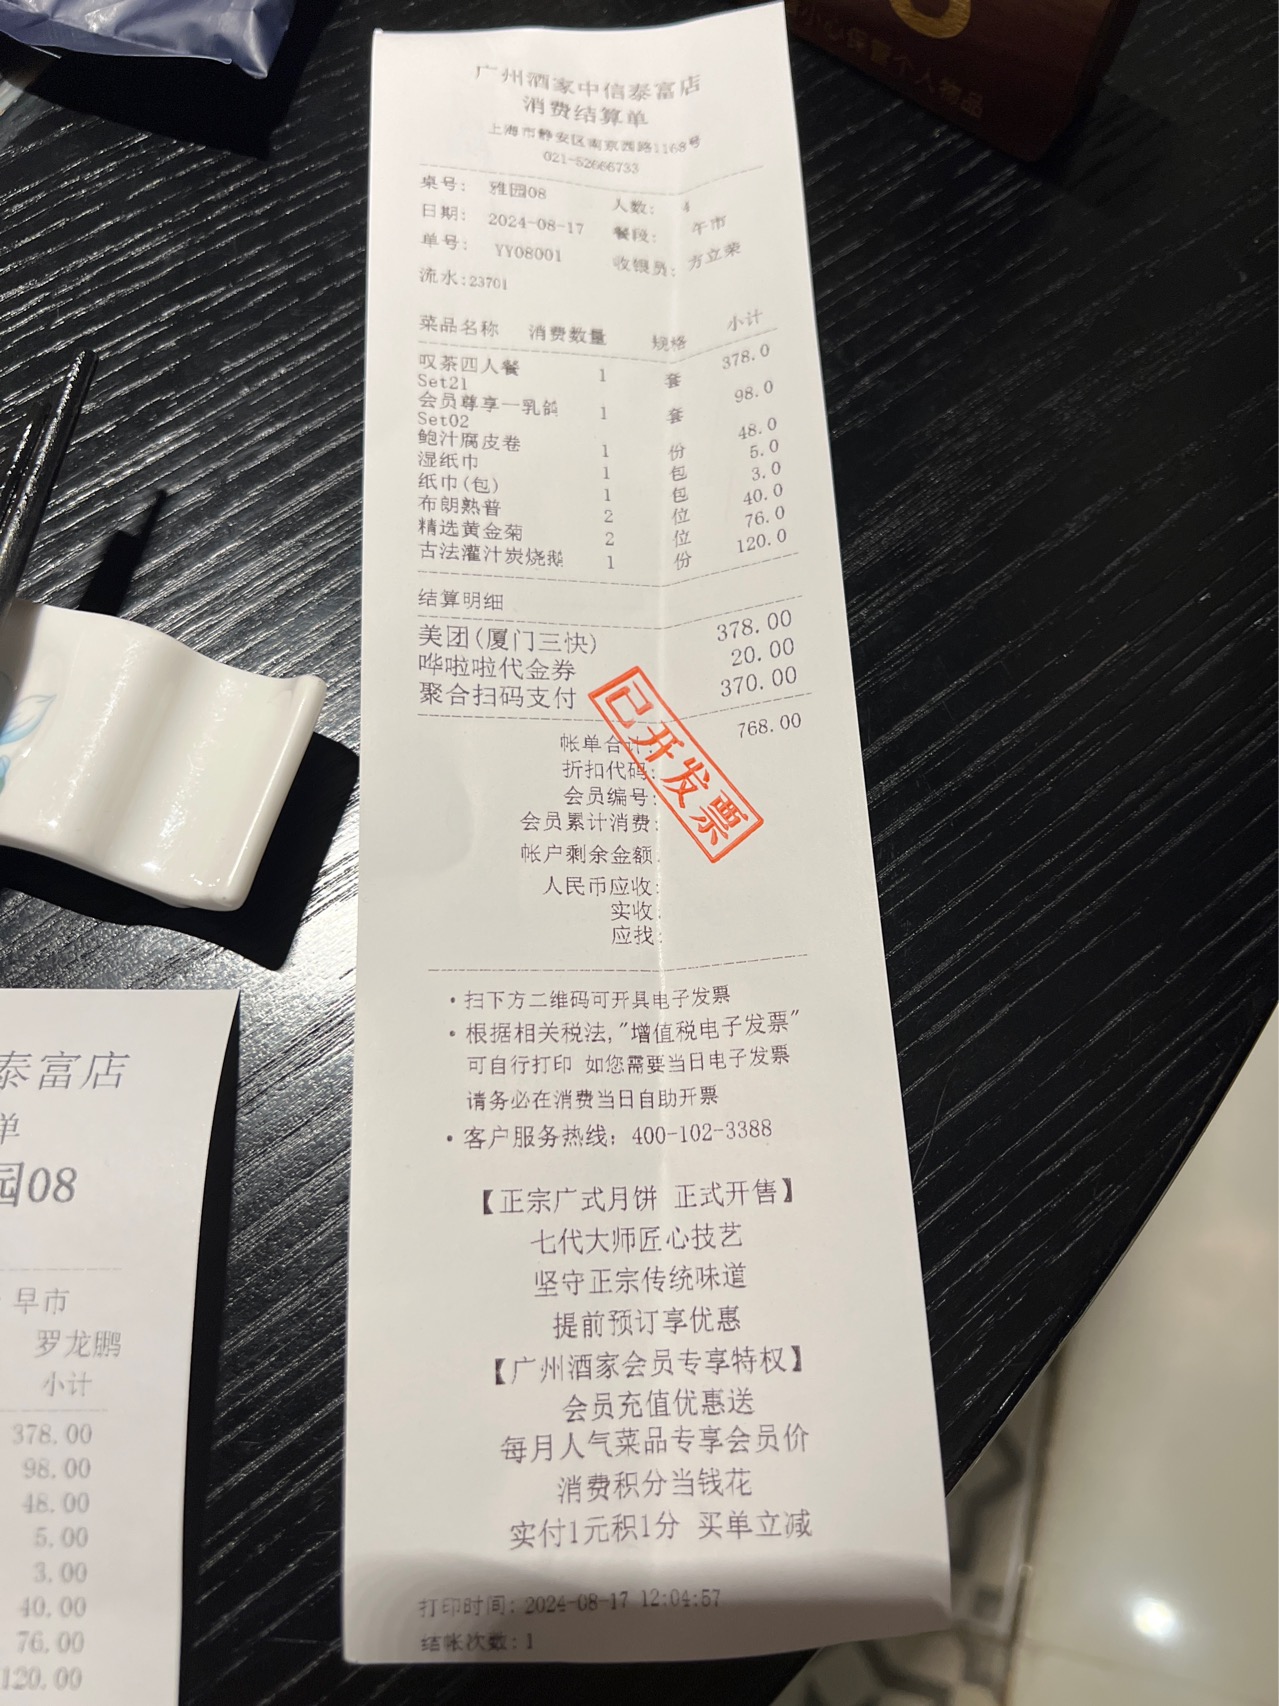 小心保管个人物品
广州酒家中信泰富店
消费结算单
上海市静安区南京西路1168号
021-52666733
桌号: 雅园08 人数: 4
日期: 2024-08-17 餐段: 午市
单号: YY08001 收银员: 方立荣
流水:23701
菜品名称 消费数量 规格 小计
叹茶四人餐 1 套 378.0
Set21
会员尊享一乳鸽 1 套 98.0
Set02
鲍汁腐皮卷 1 份 48.0
湿纸巾 1 包 5.0
纸巾(包) 1 包 3.0
布朗熟普 2 位 40.0
精选黄金菊 2 位 76.0
古法灌汁炭烧鹅 1 份 120.0
结算明细
美团(厦门三快) 378.00
哗啦啦代金券 20.00
聚合扫码支付 370.00
帐单合计: 768.00
折扣代码:
会员编号:
会员累计消费:
帐户剩余金额:
人民币应收:
实收:
应找:
已开发票
·扫下方二维码可开具电子发票
·根据相关税法,"增值税电子发票"
可自行打印 如您需要当日电子发票
请务必在消费当日自助开票
·客户服务热线: 400-102-3388
【正宗广式月饼 正式开售】
七代大师匠心技艺
坚守正宗传统味道
提前预订享优惠
【广州酒家会员专享特权】
会员充值优惠送
每月人气菜品专享会员价
消费积分当钱花
实付1元积1分 买单立减
打印时间: 2024-08-17 12:04:57
结帐次数: 1
泰富店
单
园08
早市
罗龙鹏
小计
378.00
98.00
48.00
5.00
3.00
40.00
76.00
120.00